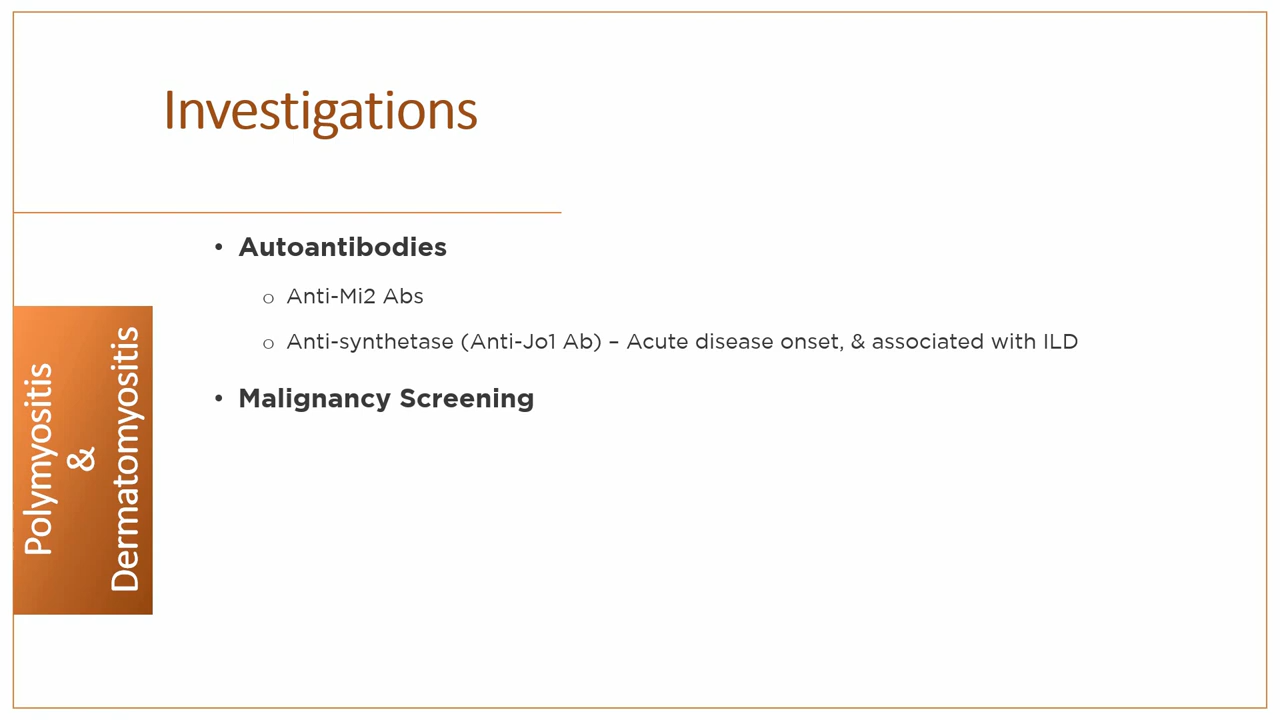 Investigations
• Autoantibodies
o Anti-Mi2 Abs
o Anti-synthetase (Anti-Jo1 Ab) – Acute disease onset, & associated with ILD
• Malignancy Screening
Polymyositis
&
Dermatomyositis